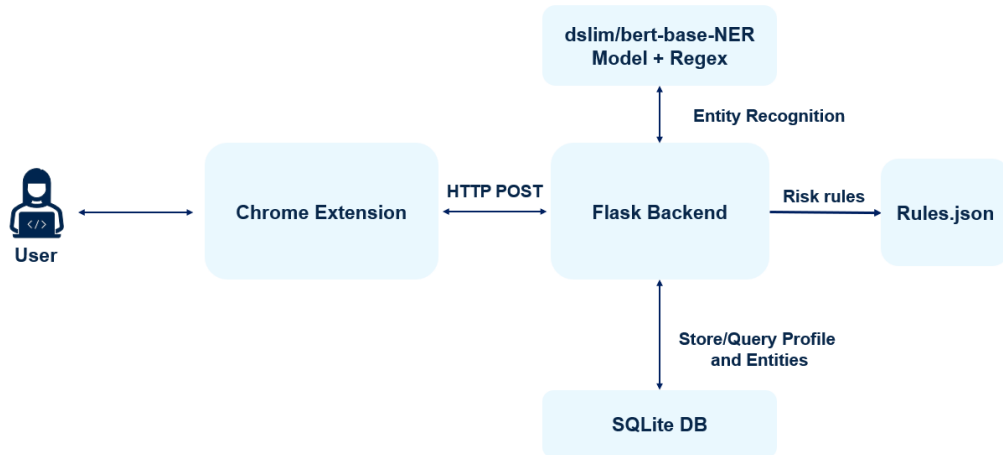 dslim/bert-base-NER
Model + Regex
Entity Recognition
User
</>
Chrome Extension
HTTP POST
Flask Backend
Risk rules
Rules.json
Store/Query Profile
and Entities
SQLite DB